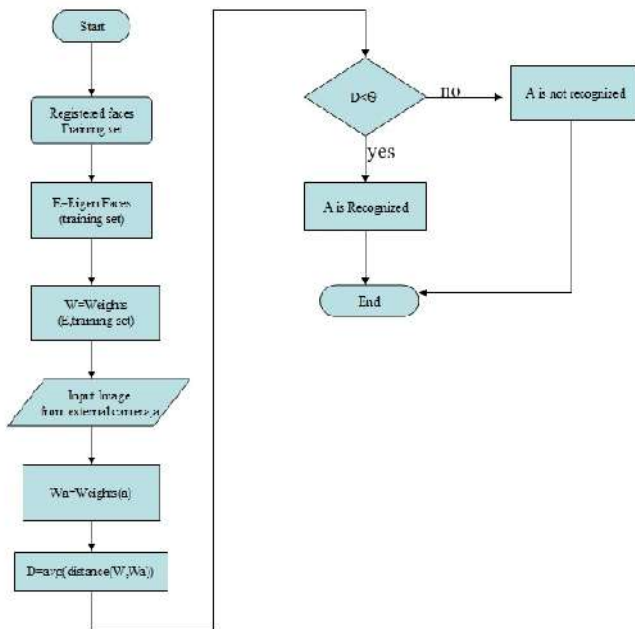 Start
Registered faces
Training set
E=Eigen Faces
(training set)
W=Weights
(E,training set)
Input Image
from external camera,a
Wa=Weights(a)
D=avg(distance(W,Wa))
D<Θ
no
A is not recognized
yes
A is Recognized
End